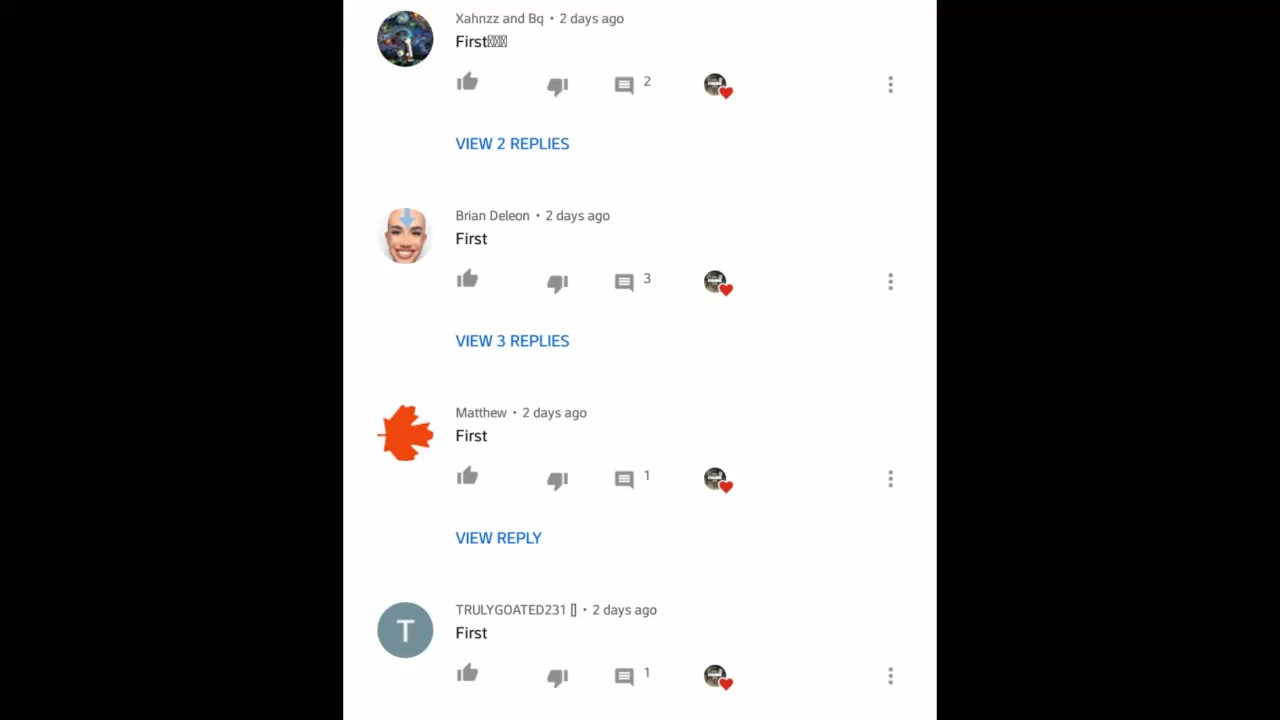 Xahnzz and Bq • 2 days ago
First
2
VIEW 2 REPLIES
Brian Deleon • 2 days ago
First
3
VIEW 3 REPLIES
Matthew • 2 days ago
First
1
VIEW REPLY
T
TRULYGOATED231 • 2 days ago
First
1